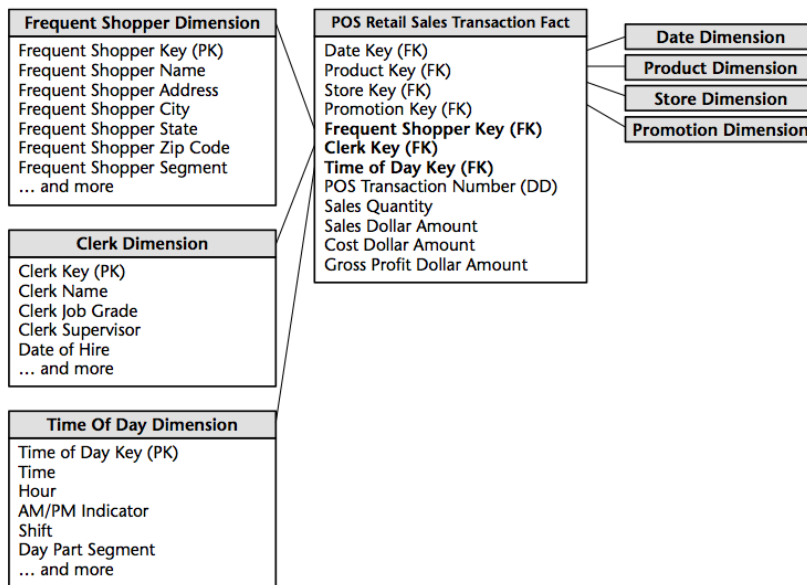 Frequent Shopper Dimension
Frequent Shopper Key (PK)
Frequent Shopper Name
Frequent Shopper Address
Frequent Shopper City
Frequent Shopper State
Frequent Shopper Zip Code
Frequent Shopper Segment
... and more
Clerk Dimension
Clerk Key (PK)
Clerk Name
Clerk Job Grade
Clerk Supervisor
Date of Hire
... and more
Time Of Day Dimension
Time of Day Key (PK)
Time
Hour
AM/PM Indicator
Shift
Day Part Segment
... and more
POS Retail Sales Transaction Fact
Date Key (FK)
Product Key (FK)
Store Key (FK)
Promotion Key (FK)
Frequent Shopper Key (FK)
Clerk Key (FK)
Time of Day Key (FK)
POS Transaction Number (DD)
Sales Quantity
Sales Dollar Amount
Cost Dollar Amount
Gross Profit Dollar Amount
Date Dimension
Product Dimension
Store Dimension
Promotion Dimension